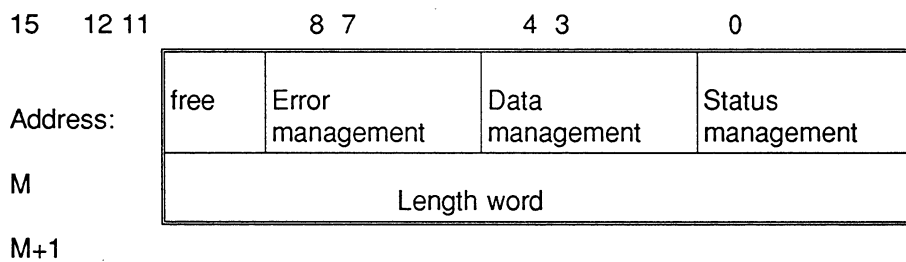 15 12 11 8 7 4 3 0
Address:
free Error management Data management Status management
M
Length word
M+1